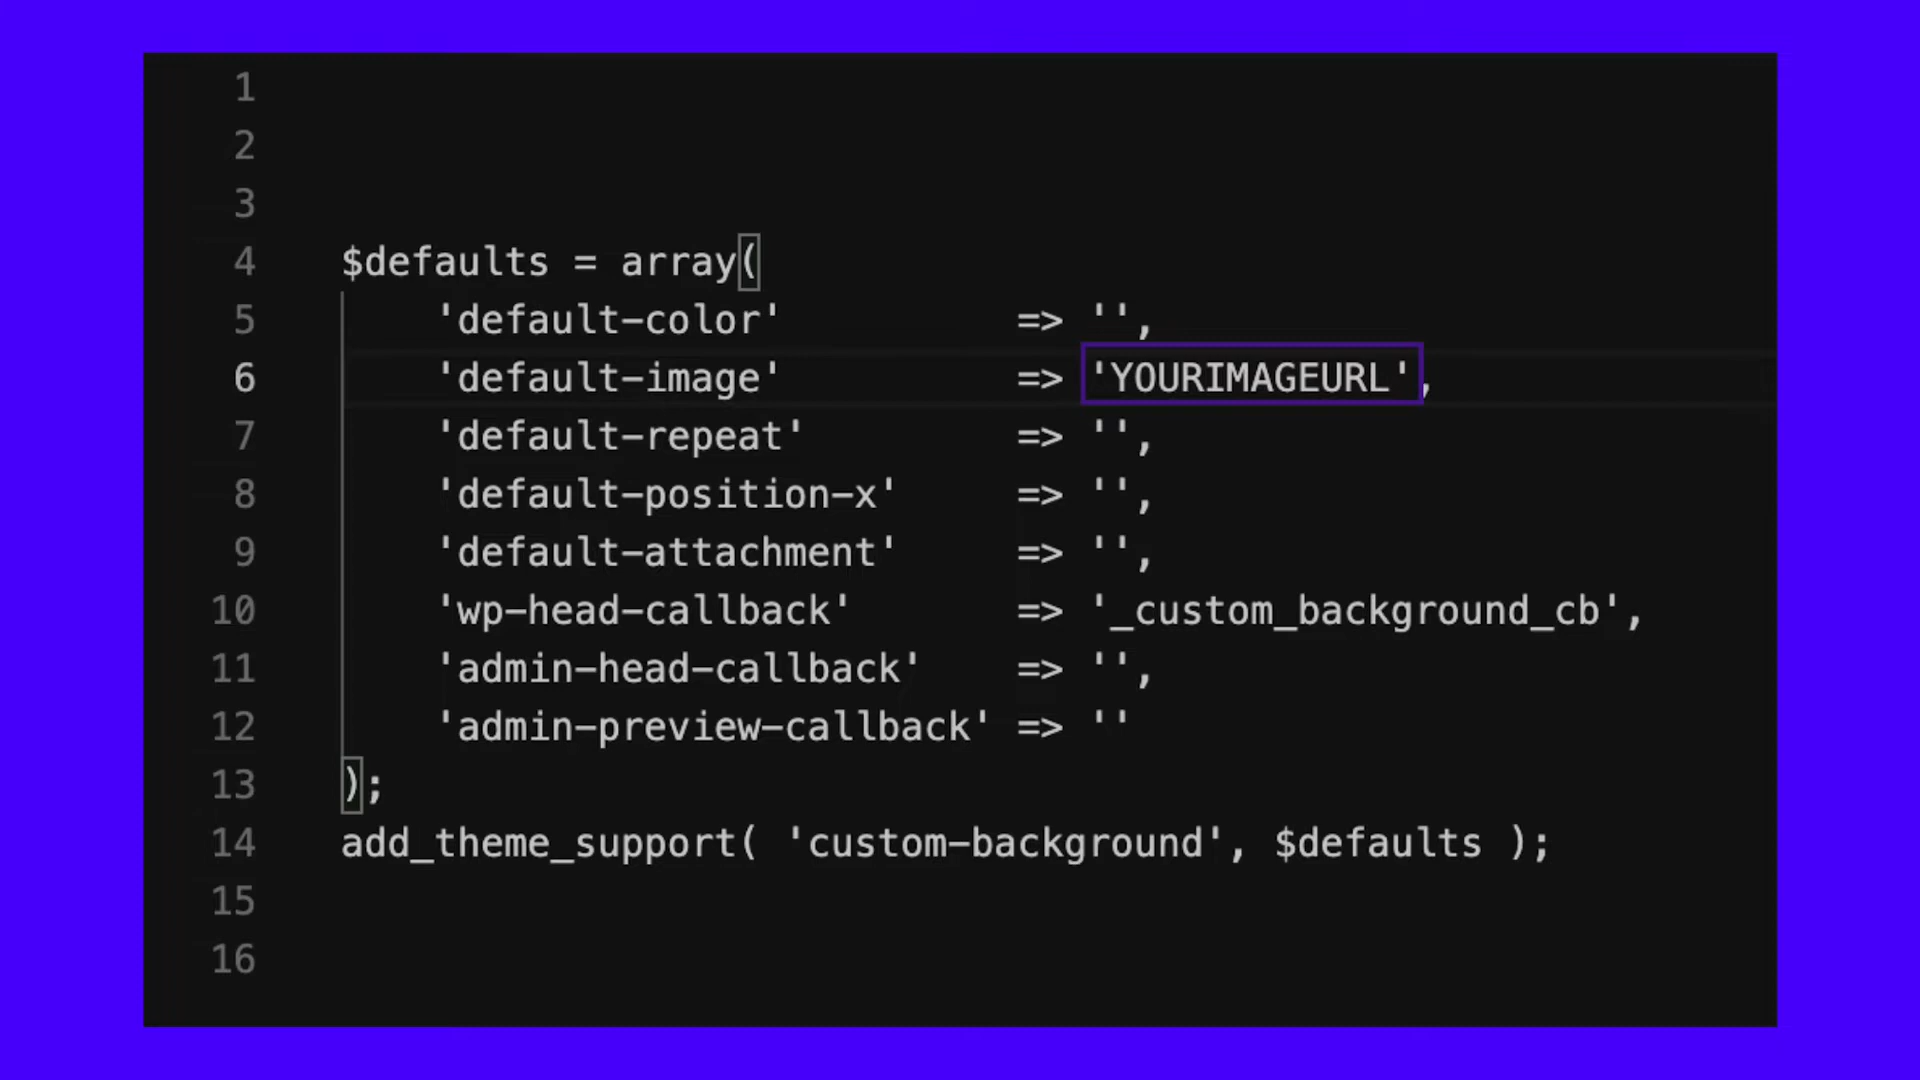 1
2
3
4 $defaults = array(
5 'default-color' => '',
6 'default-image' => 'YOURIMAGEURL',
7 'default-repeat' => '',
8 'default-position-x' => '',
9 'default-attachment' => '',
10 'wp-head-callback' => '_custom_background_cb',
11 'admin-head-callback' => '',
12 'admin-preview-callback' => ''
13 );
14 add_theme_support( 'custom-background', $defaults );
15
16